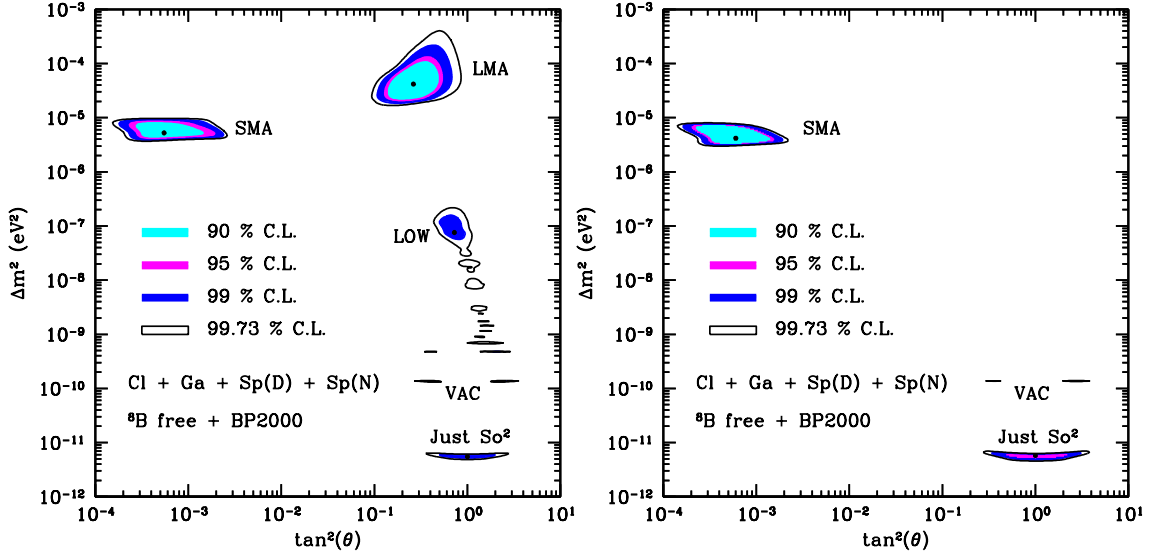 10⁻³
10⁻⁴
10⁻⁵
10⁻⁶
10⁻⁷
10⁻⁸
10⁻⁹
10⁻¹⁰
10⁻¹¹
10⁻¹²
Δm² (eV²)
LMA
SMA
LOW
90 % C.L.
95 % C.L.
99 % C.L.
99.73 % C.L.
Cl + Ga + Sp(D) + Sp(N)
VAC
⁸B free + BP2000
Just So²
10⁻⁴ 10⁻³ 10⁻² 10⁻¹ 10⁰ 10¹
tan²(θ)
10⁻³
10⁻⁴
10⁻⁵
10⁻⁶
10⁻⁷
10⁻⁸
10⁻⁹
10⁻¹⁰
10⁻¹¹
10⁻¹²
Δm² (eV²)
SMA
90 % C.L.
95 % C.L.
99 % C.L.
99.73 % C.L.
Cl + Ga + Sp(D) + Sp(N)
VAC
⁸B free + BP2000
Just So²
10⁻⁴ 10⁻³ 10⁻² 10⁻¹ 10⁰ 10¹
tan²(θ)